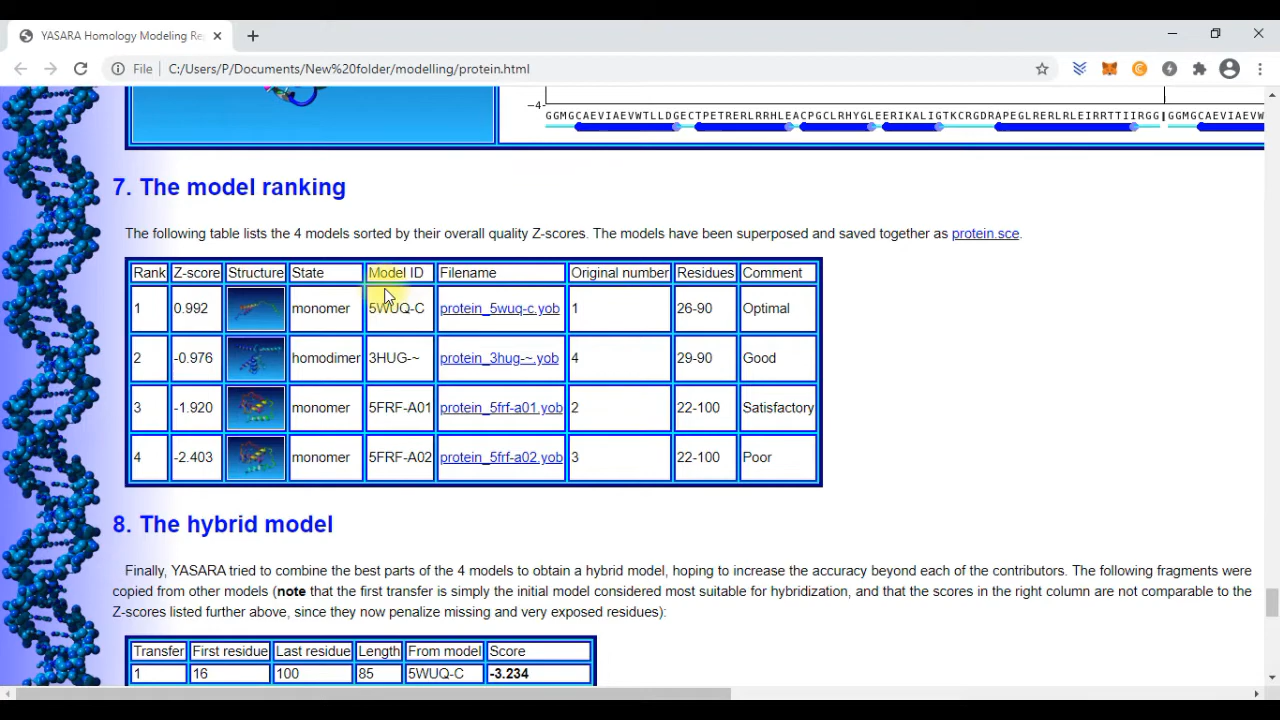 YASARA Homology Modeling Re
File C:/Users/P/Documents/New%20folder/modelling/protein.html
-4
GGMGCAEVIAEVWTLLDGECTPETRERLRRHLEACPGCLRHYGLEERIKALIGTKCRGDRAPEGLRERLRLEIRRTTIIRGG|GGMGCAEVIAEVW
7. The model ranking
The following table lists the 4 models sorted by their overall quality Z-scores. The models have been superposed and saved together as protein.sce.
Rank Z-score Structure State Model ID Filename Original number Residues Comment
1 0.992 monomer 5WUQ-C protein_5wuq-c.yob 1 26-90 Optimal
2 -0.976 homodimer 3HUG-~ protein_3hug-~.yob 4 29-90 Good
3 -1.920 monomer 5FRF-A01 protein_5frf-a01.yob 2 22-100 Satisfactory
4 -2.403 monomer 5FRF-A02 protein_5frf-a02.yob 3 22-100 Poor
8. The hybrid model
Finally, YASARA tried to combine the best parts of the 4 models to obtain a hybrid model, hoping to increase the accuracy beyond each of the contributors. The following fragments were
copied from other models (note that the first transfer is simply the initial model considered most suitable for hybridization, and that the scores in the right column are not comparable to the
Z-scores listed further above, since they now penalize missing and very exposed residues):
Transfer First residue Last residue Length From model Score
1 16 100 85 5WUQ-C -3.234